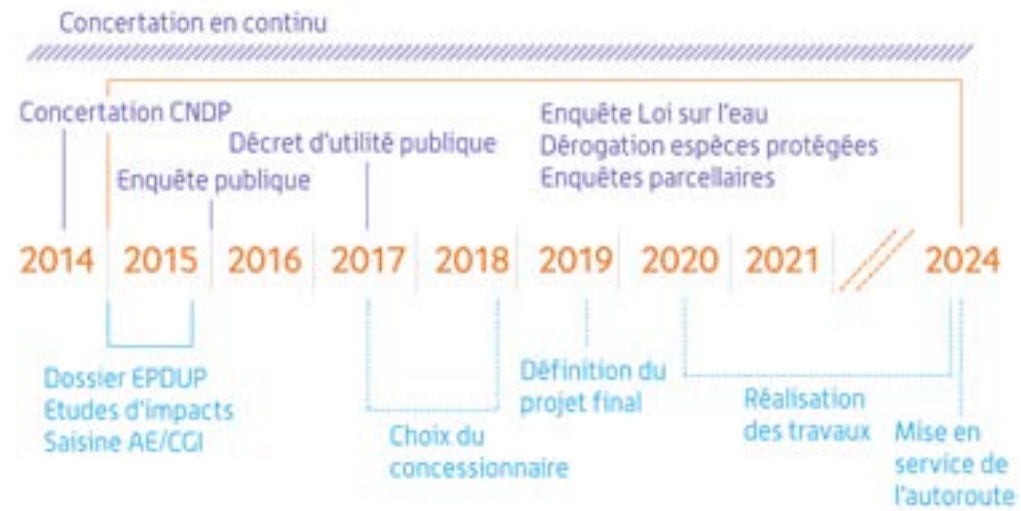 Concertation en continu
Concertation CNDP
Décret d'utilité publique
Enquête publique
Enquête Loi sur l'eau
Dérogation espèces protégées
Enquêtes parcellaires
2014 2015 2016 2017 2018 2019 2020 2021 2024
Dossier EPDUP
Etudes d'impacts
Saisine AE/CGI
Choix du
concessionnaire
Définition du
projet final
Réalisation
des travaux
Mise en
service de
l'autoroute